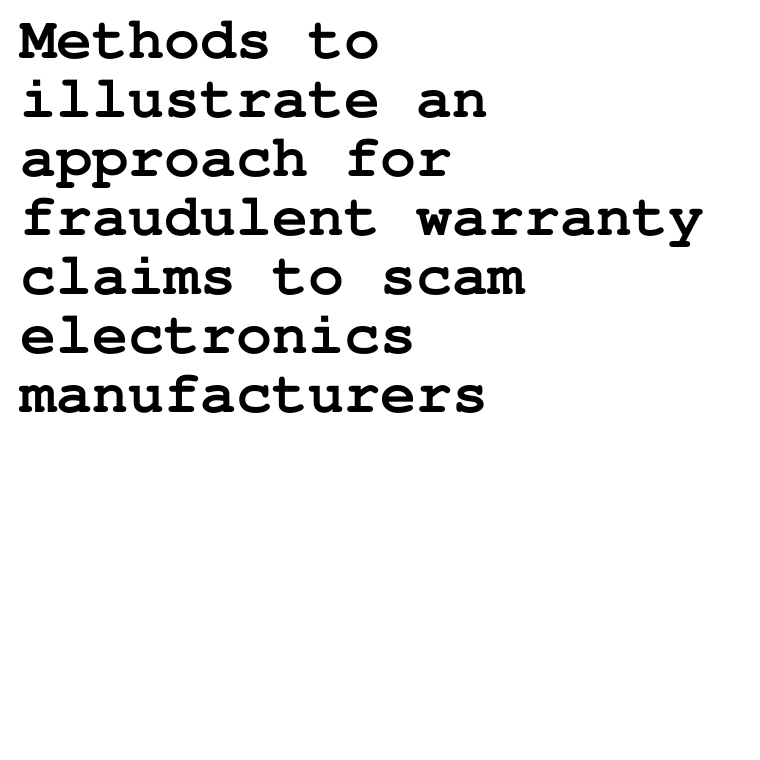 Methods to
illustrate an
approach for
fraudulent warranty
claims to scam
electronics
manufacturers